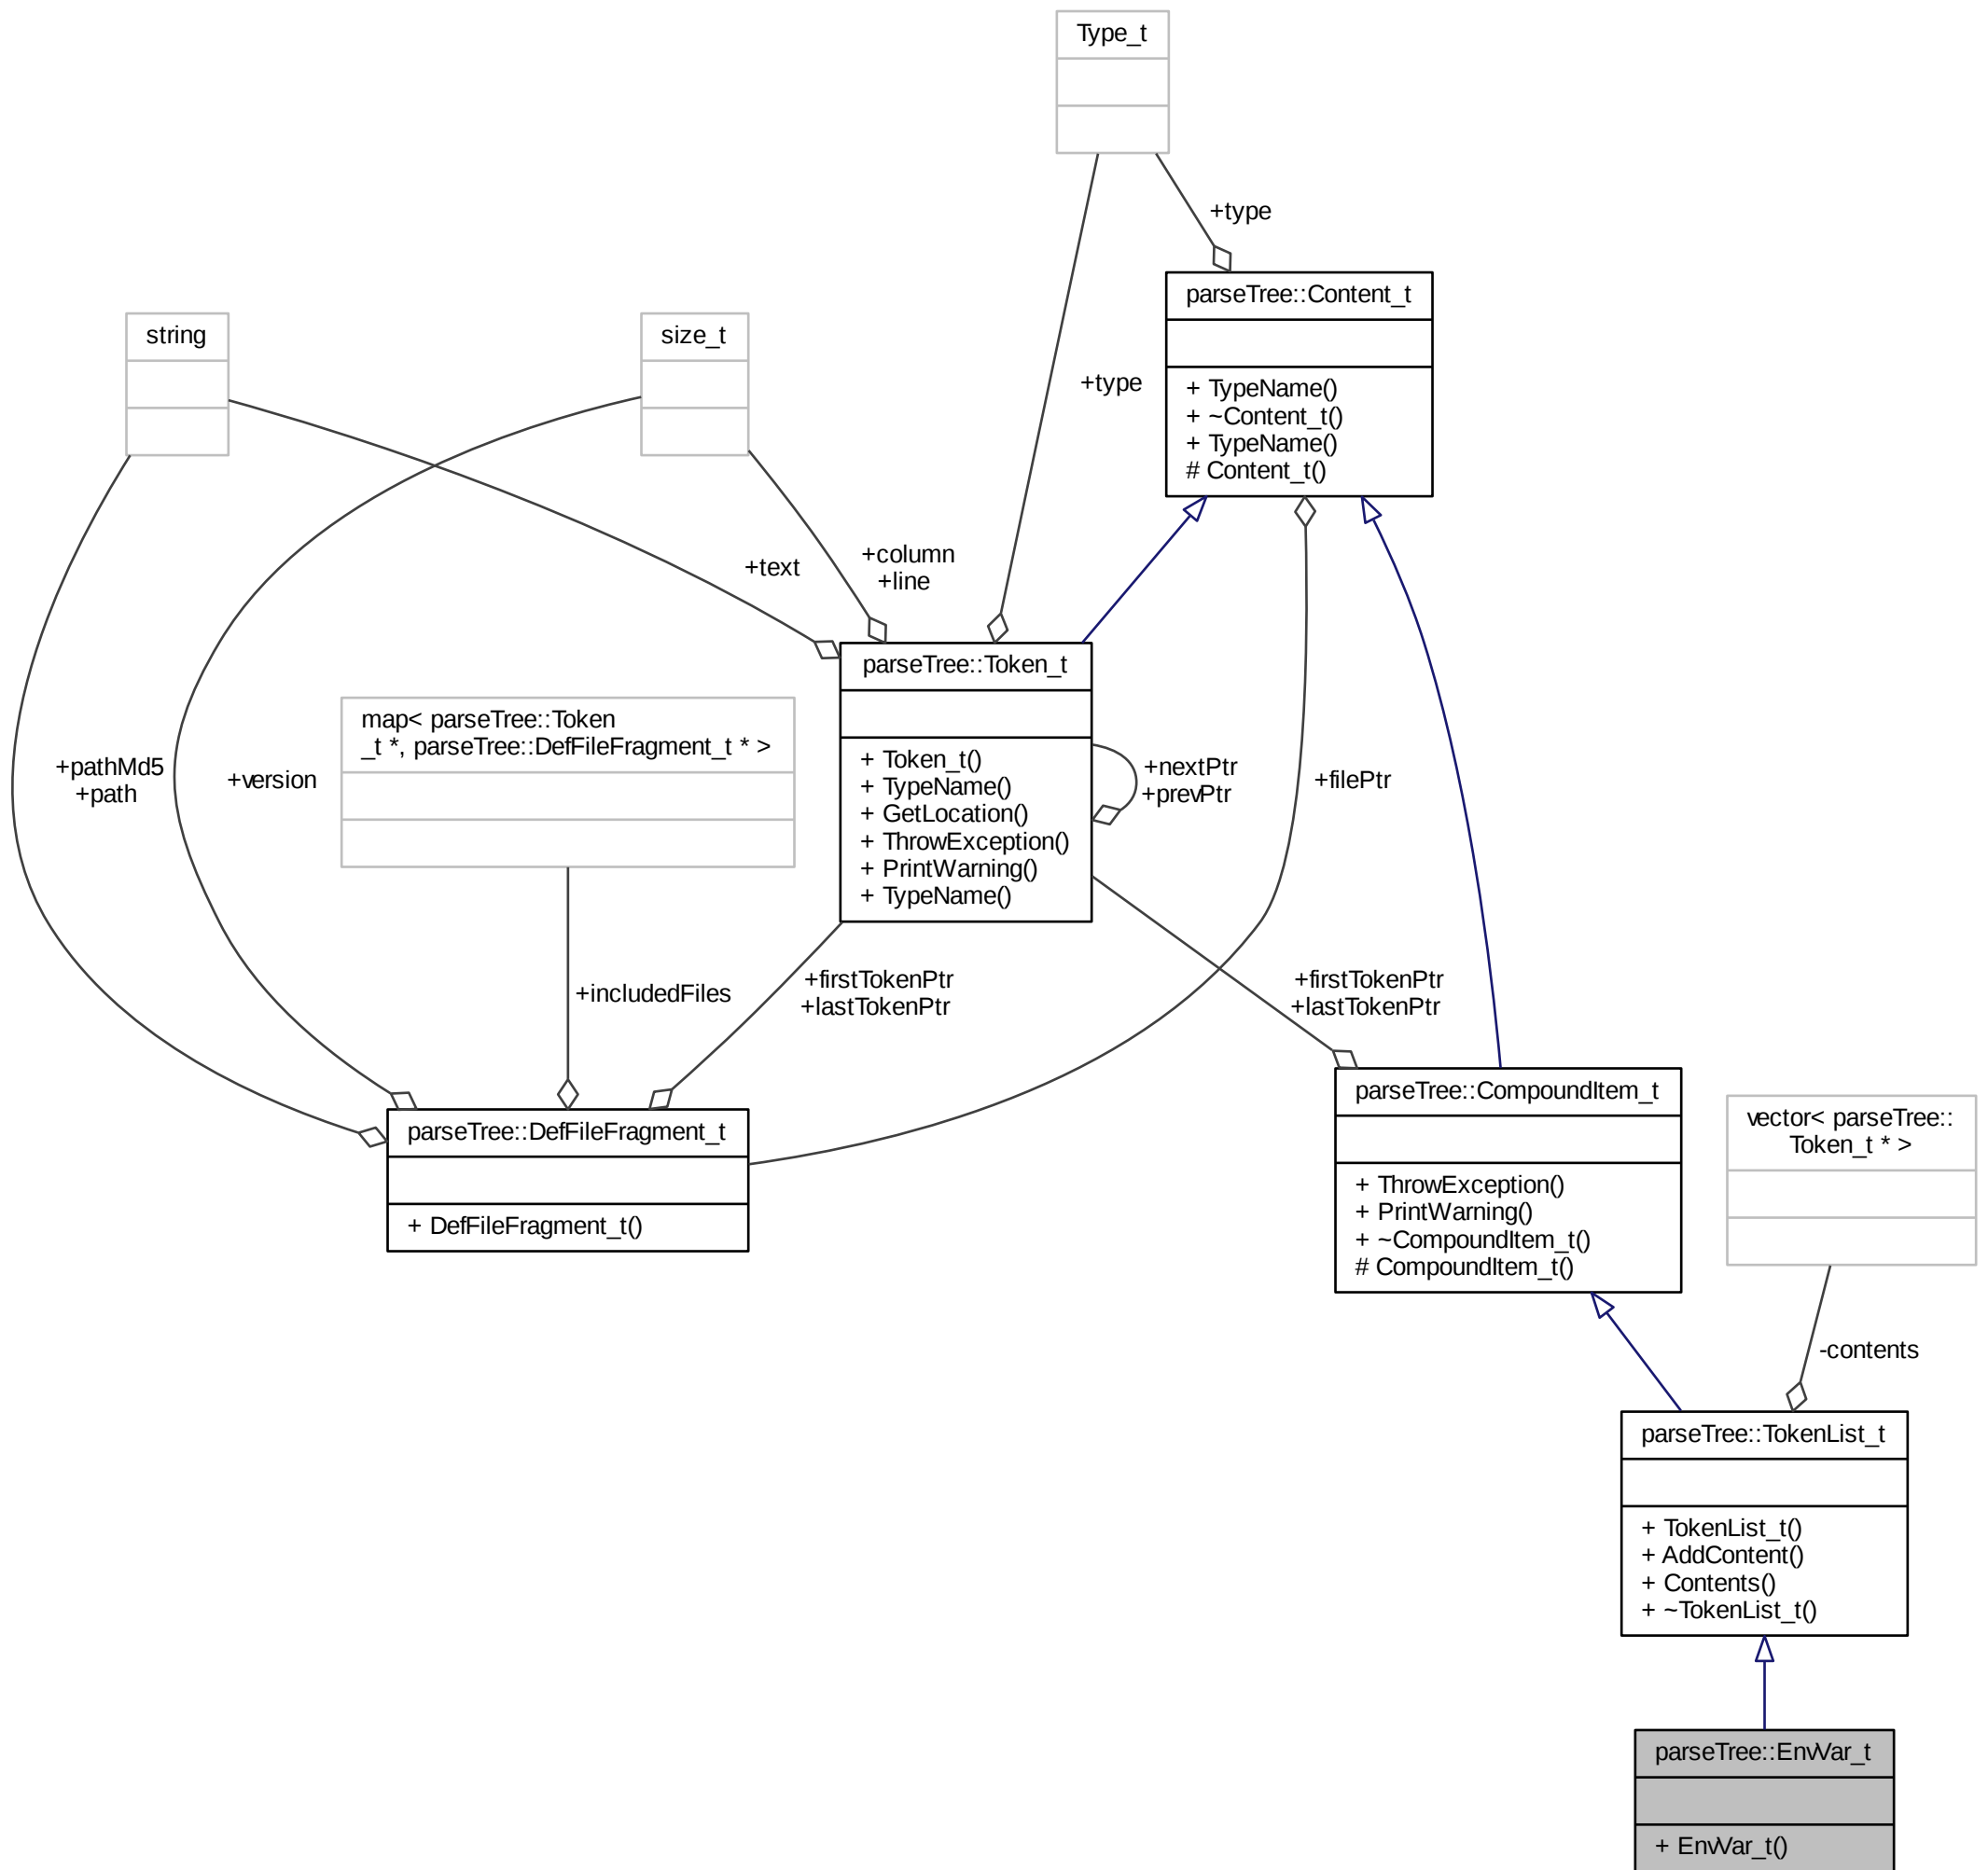 Type_t
+type
parseTree::Content_t
+ TypeName()
+ ~Content_t()
+ TypeName()
# Content_t()
string
size_t
+type
+text
+column
+line
parseTree::Token_t
+ Token_t()
+ TypeName()
+ GetLocation()
+ ThrowException()
+ PrintWarning()
+ TypeName()
map< parseTree::Token
_t *, parseTree::DefFileFragment_t * >
+pathMd5
+path
+version
+nextPtr
+prevPtr
+filePtr
+includedFiles
+firstTokenPtr
+lastTokenPtr
+firstTokenPtr
+lastTokenPtr
parseTree::DefFileFragment_t
+ DefFileFragment_t()
parseTree::CompoundItem_t
+ ThrowException()
+ PrintWarning()
+ ~CompoundItem_t()
# CompoundItem_t()
vector< parseTree::
Token_t * >
-contents
parseTree::TokenList_t
+ TokenList_t()
+ AddContent()
+ Contents()
+ ~TokenList_t()
parseTree::EnvVar_t
+ EnvVar_t()